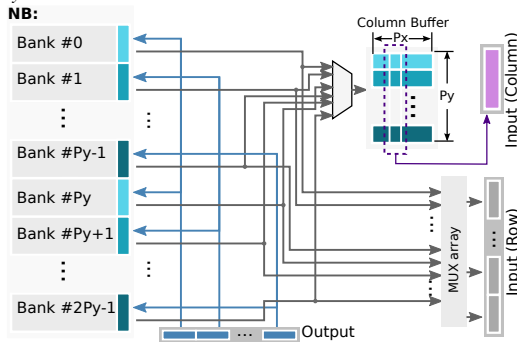 NB:
Bank #0
Bank #1
Bank #Py-1
Bank #Py
Bank #Py+1
Bank #2Py-1
Output
Column Buffer
Px
Py
Input (Column)
MUX array
Input (Row)